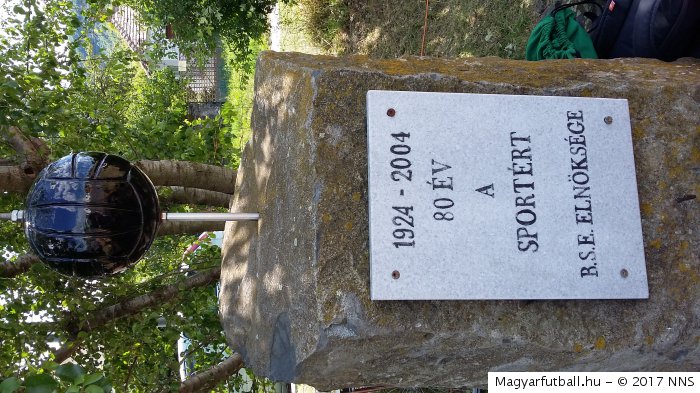 1924 - 2004
80 ÉV
A
SPORTÉRT
B.S.E. ELNÖKSÉGE
Magyarfutball.hu – © 2017 NNS